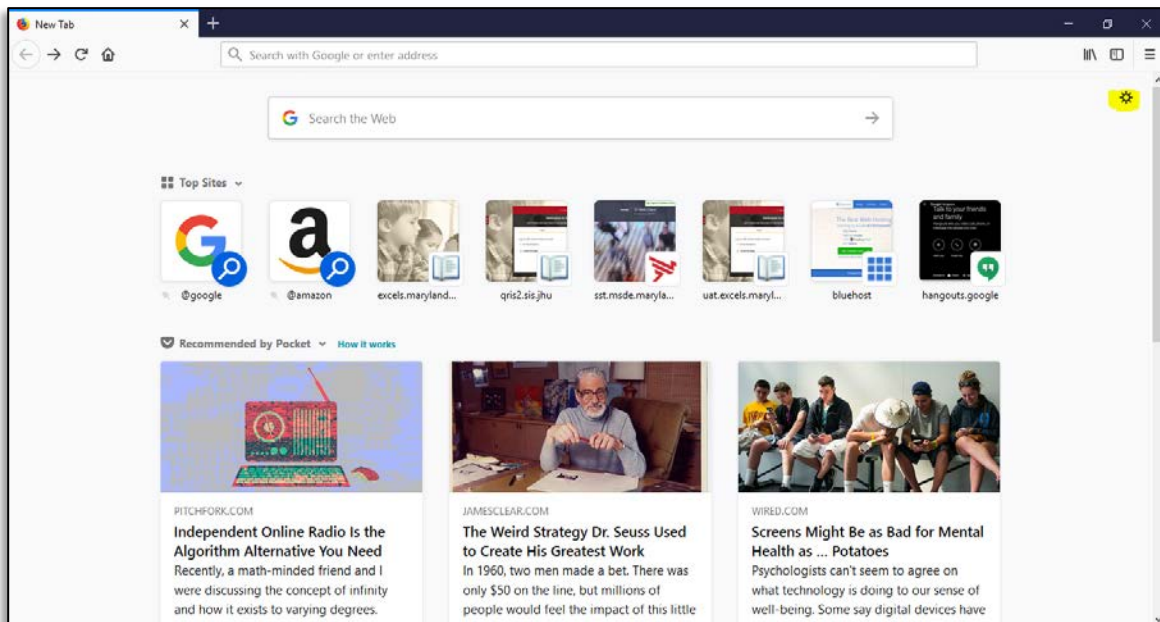 New Tab
Search with Google or enter address
Search the Web
Top Sites
@google
@amazon
excels.maryland...
qris2.sis.jhu
sst.msde.maryla...
uat.excels.maryl...
bluehost
hangouts.google
Talk to your friends
and family
Recommended by Pocket How it works
PITCHFORK.COM
Independent Online Radio Is the
Algorithm Alternative You Need
Recently, a math-minded friend and I
were discussing the concept of infinity
and how it exists to varying degrees.
JAMESCLEAR.COM
The Weird Strategy Dr. Seuss Used
to Create His Greatest Work
In 1960, two men made a bet. There was
only $50 on the line, but millions of
people would feel the impact of this little
WIRED.COM
Screens Might Be as Bad for Mental
Health as ... Potatoes
Psychologists can't seem to agree on
what technology is doing to our sense of
well-being. Some say digital devices have